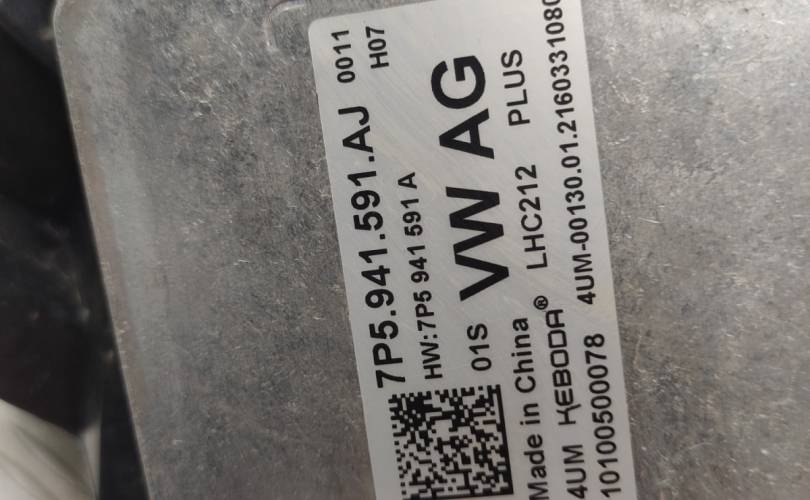 7P5.941.591.AJ 0011
HW:7P5 941 591 A H07
01S VW AG
Made in China LHC212 PLUS
4UM KEBODA® 4UM-00130.01.2160331080
10100500078